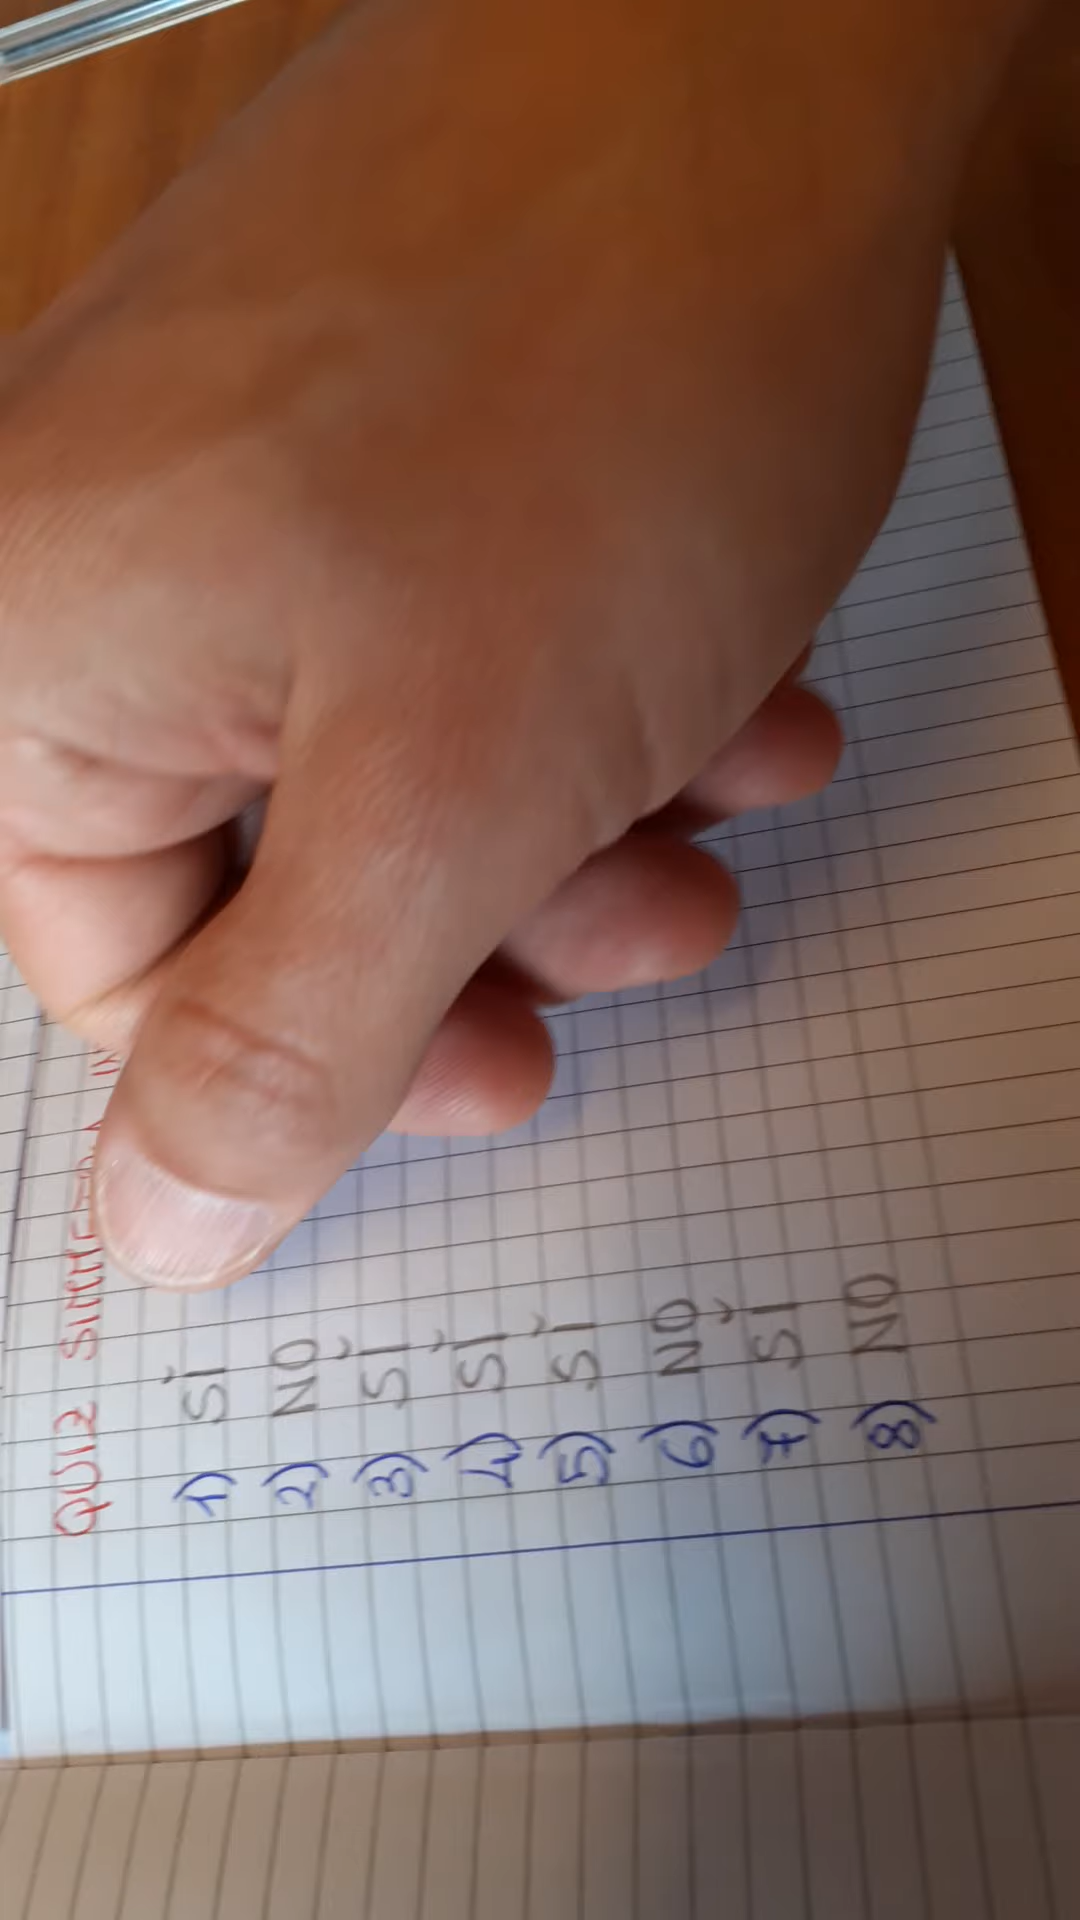 QUIZ
1) SÌ
2) NO
3) SÌ
4) SÌ
5) SÌ
6) NO
7) SÌ
8) NO